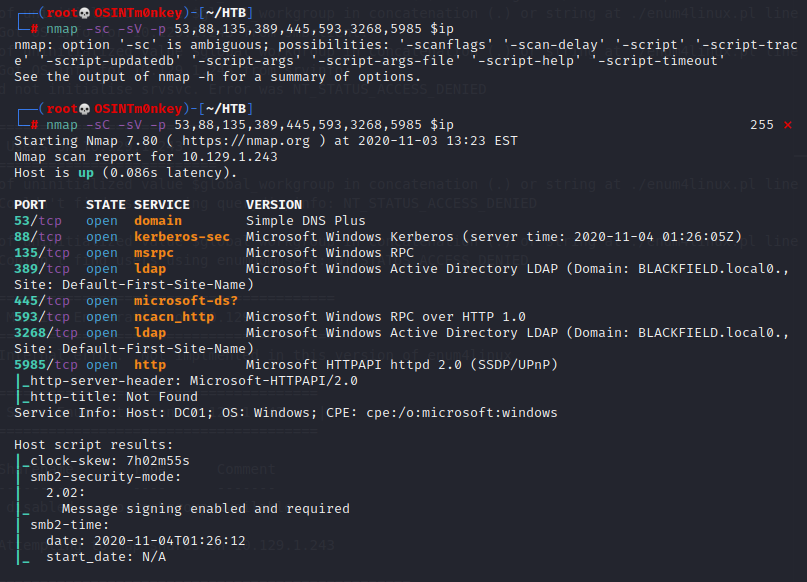 ┌──(root💀OSINTm0nkey)-[~/HTB]
└─# nmap -sc -sV -p 53,88,135,389,445,593,3268,5985 $ip
nmap: option '-sc' is ambiguous; possibilities: '-scanflags' '-scan-delay' '-script' '-script-trac
e' '-script-updatedb' '-script-args' '-script-args-file' '-script-help' '-script-timeout'
See the output of nmap -h for a summary of options.
┌──(root💀OSINTm0nkey)-[~/HTB]
└─# nmap -sC -sV -p 53,88,135,389,445,593,3268,5985 $ip 255 ⨯
Starting Nmap 7.80 ( https://nmap.org ) at 2020-11-03 13:23 EST
Nmap scan report for 10.129.1.243
Host is up (0.086s latency).
PORT STATE SERVICE VERSION
53/tcp open domain Simple DNS Plus
88/tcp open kerberos-sec Microsoft Windows Kerberos (server time: 2020-11-04 01:26:05Z)
135/tcp open msrpc Microsoft Windows RPC
389/tcp open ldap Microsoft Windows Active Directory LDAP (Domain: BLACKFIELD.local0.,
Site: Default-First-Site-Name)
445/tcp open microsoft-ds?
593/tcp open ncacn_http Microsoft Windows RPC over HTTP 1.0
3268/tcp open ldap Microsoft Windows Active Directory LDAP (Domain: BLACKFIELD.local0.,
Site: Default-First-Site-Name)
5985/tcp open http Microsoft HTTPAPI httpd 2.0 (SSDP/UPnP)
|_http-server-header: Microsoft-HTTPAPI/2.0
|_http-title: Not Found
Service Info: Host: DC01; OS: Windows; CPE: cpe:/o:microsoft:windows
Host script results:
|_clock-skew: 7h02m55s
| smb2-security-mode:
|   2.02:
|_    Message signing enabled and required
| smb2-time:
|   date: 2020-11-04T01:26:12
|_  start_date: N/A